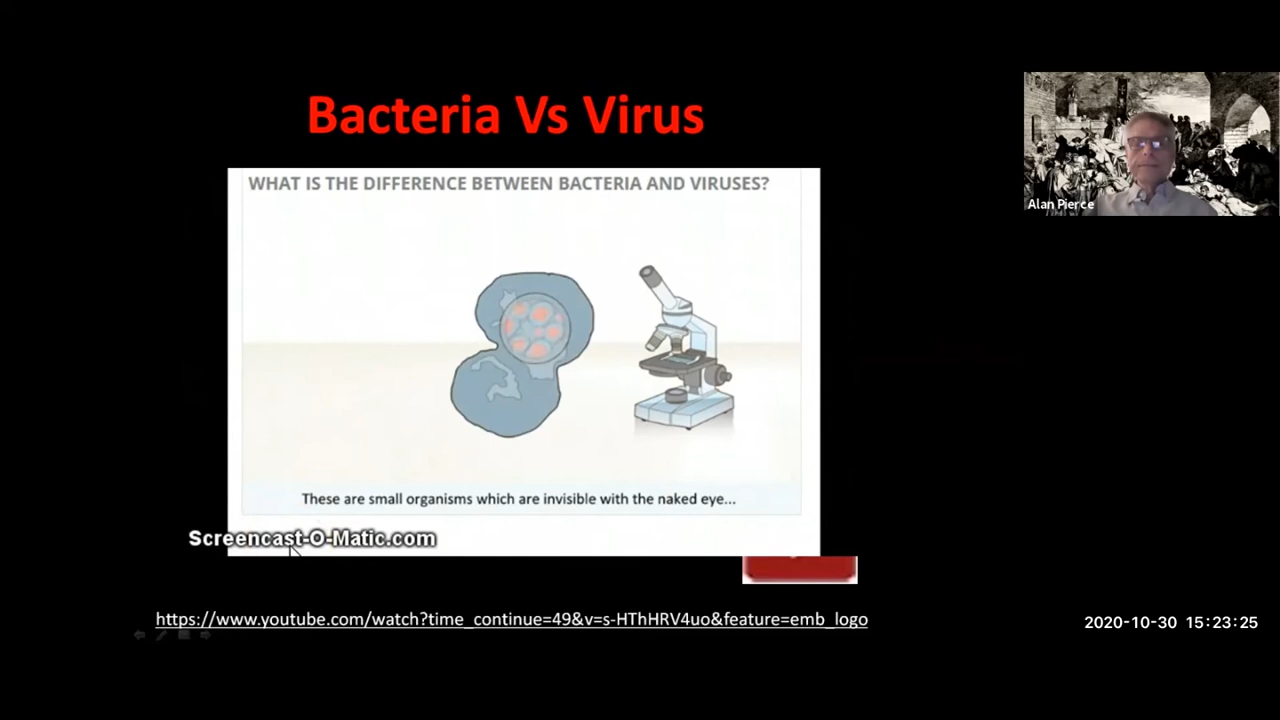 Bacteria Vs Virus
WHAT IS THE DIFFERENCE BETWEEN BACTERIA AND VIRUSES?
Alan Pierce
These are small organisms which are invisible with the naked eye...
Screencast-O-Matic.com
https://www.youtube.com/watch?time_continue=49&v=s-HThHRV4uo&feature=emb_logo
2020-10-30 15:23:25